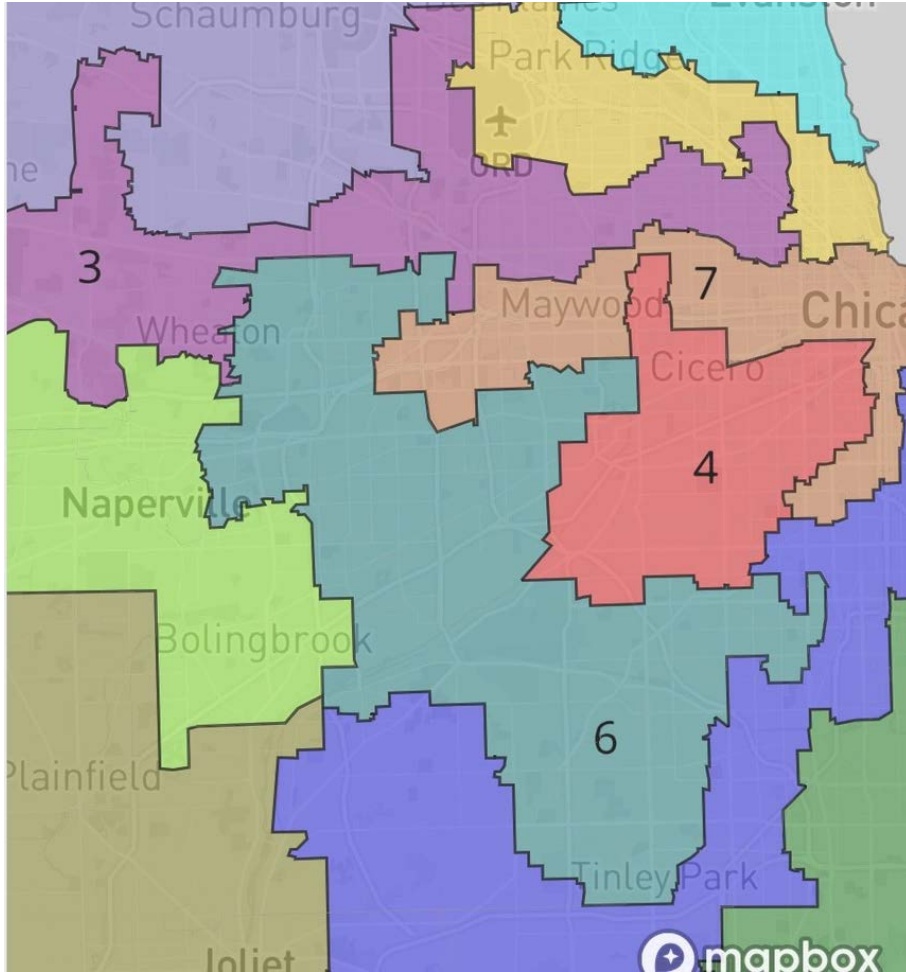 Schaumburg
Park Ridge
ORD
3
7
Maywood
Chica
Wheaton
Cicero
4
Naperville
Bolingbrook
6
Plainfield
Tinley Park
Joliet
mapbox